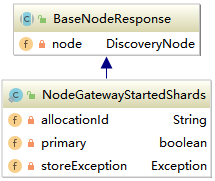 BaseNodeResponse
node DiscoveryNode
NodeGatewayStartedShards
allocationId String
primary boolean
storeException Exception